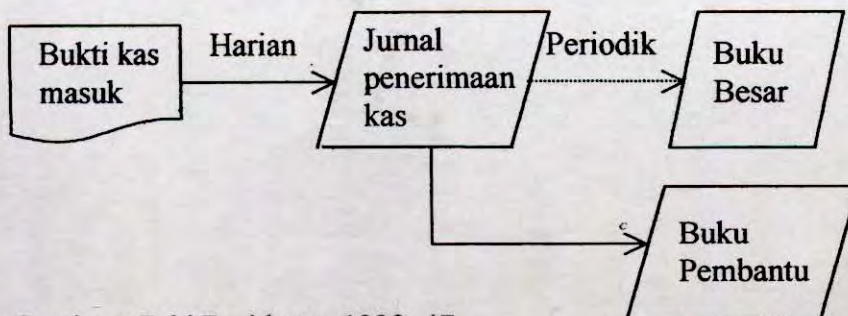 Bukti kas
masuk
Harian
Jurnal
penerimaan
kas
Periodik
Buku
Besar
Buku
Pembantu